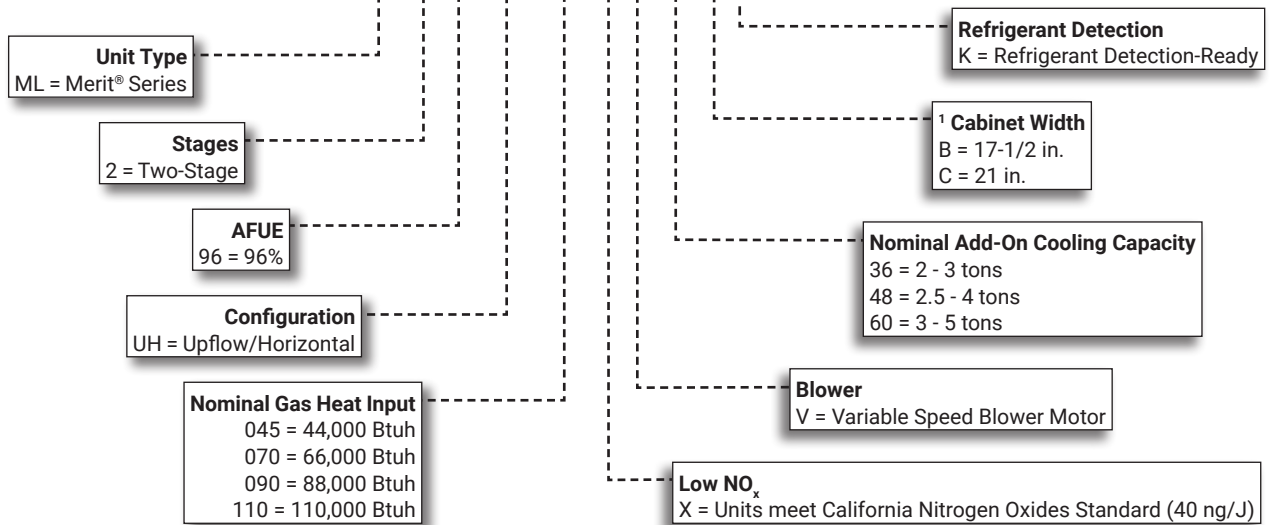 Unit Type
ML = Merit® Series
Stages
2 = Two-Stage
AFUE
96 = 96%
Configuration
UH = Upflow/Horizontal
Nominal Gas Heat Input
045 = 44,000 Btuh
070 = 66,000 Btuh
090 = 88,000 Btuh
110 = 110,000 Btuh
Refrigerant Detection
K = Refrigerant Detection-Ready
¹ Cabinet Width
B = 17-1/2 in.
C = 21 in.
Nominal Add-On Cooling Capacity
36 = 2 - 3 tons
48 = 2.5 - 4 tons
60 = 3 - 5 tons
Blower
V = Variable Speed Blower Motor
Low NOₓ
X = Units meet California Nitrogen Oxides Standard (40 ng/J)